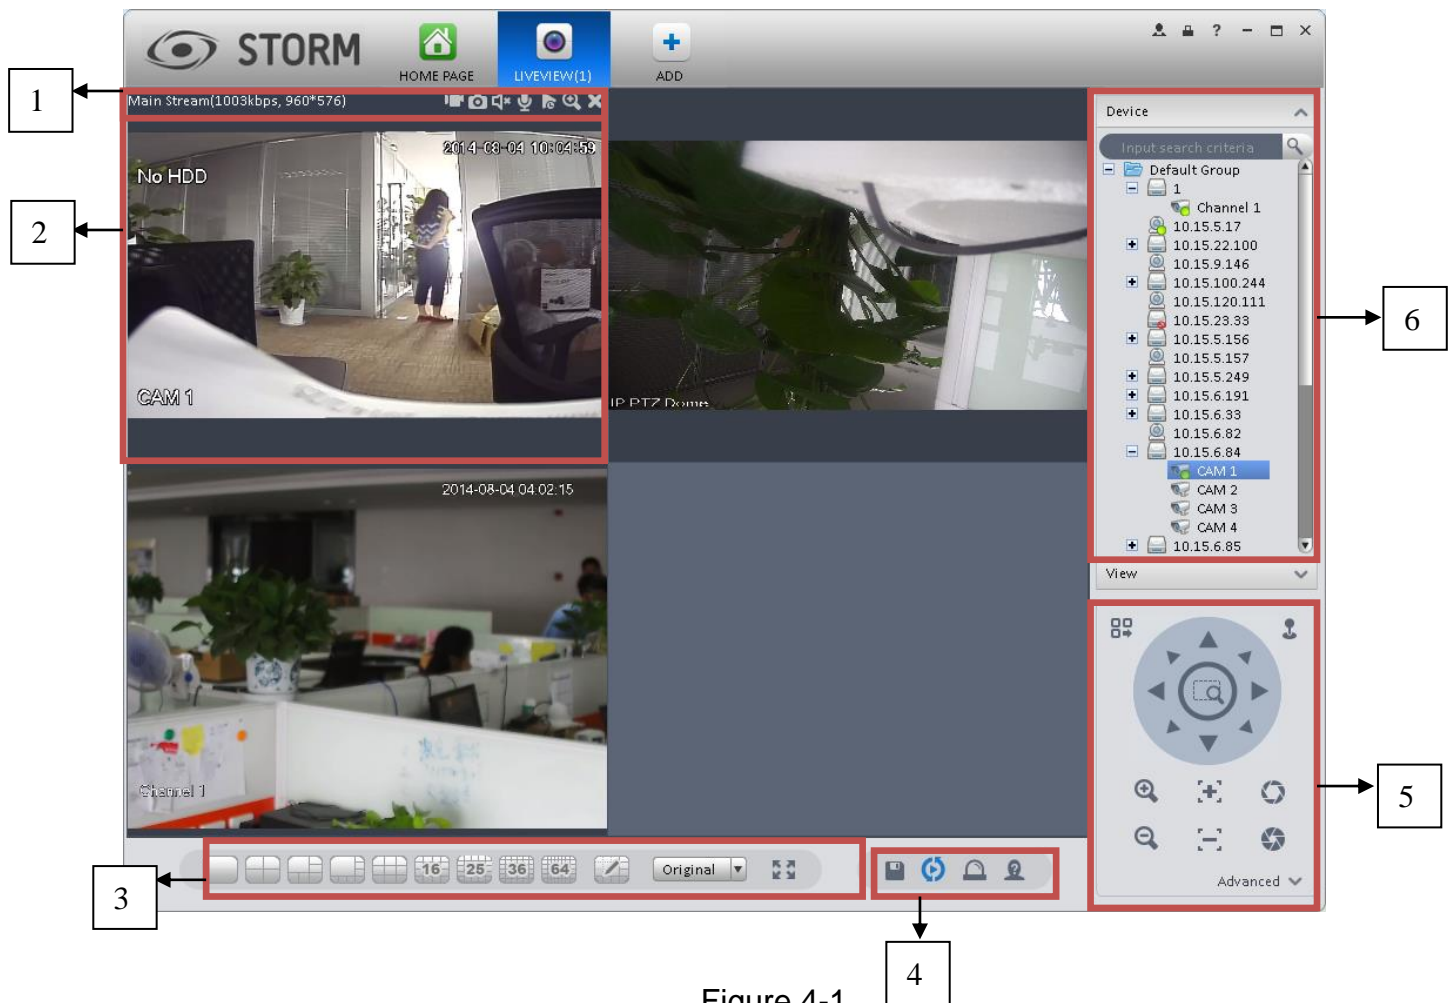 STORM
HOME PAGE
LIVEVIEW(1)
ADD
?
1
Main Stream(1003kbps, 960*576)
2014-08-04 10:04:59
No HDD
2
CAM 1
IP PTZ Dome
2014-08-04 04:02:15
Channel 1
Device
Input search criteria
Default Group
1
Channel 1
10.15.5.17
10.15.22.100
10.15.9.146
10.15.100.244
10.15.120.111
10.15.23.33
10.15.5.156
10.15.5.157
10.15.5.249
10.15.6.191
10.15.6.33
10.15.6.82
10.15.6.84
CAM 1
CAM 2
CAM 3
CAM 4
10.15.6.85
6
View
5
Advanced
3
16 25 36 64 Original
4
Figure 4-1